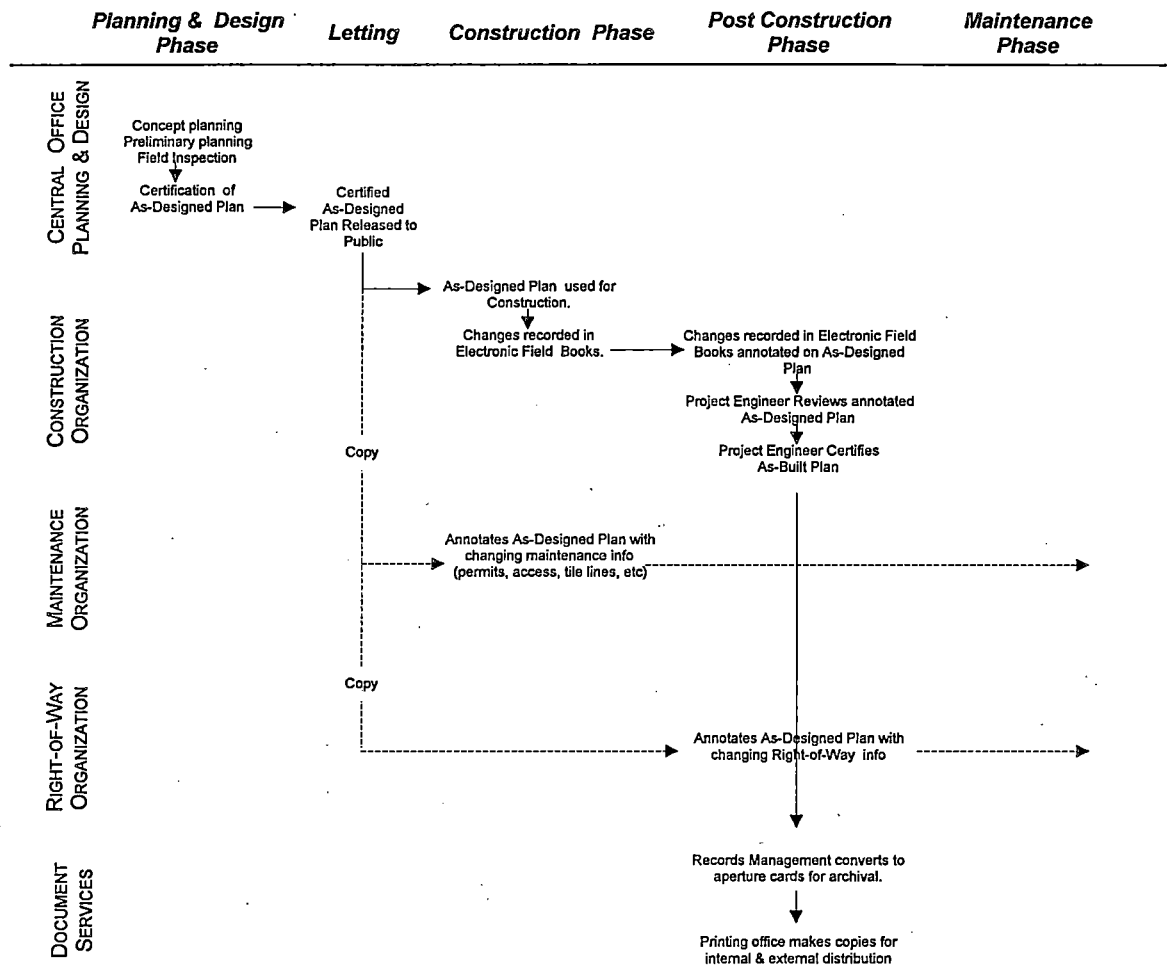 Planning & Design
Phase
Letting
Construction Phase
Post Construction
Phase
Maintenance
Phase
CENTRAL OFFICE
PLANNING & DESIGN
Concept planning
Preliminary planning
Field Inspection
Certification of
As-Designed Plan
Certified
As-Designed
Plan Released to
Public
CONSTRUCTION
ORGANIZATION
As-Designed Plan used for
Construction.
Changes recorded in
Electronic Field Books.
Changes recorded in Electronic Field
Books annotated on As-Designed
Plan
Project Engineer Reviews annotated
As-Designed Plan
Project Engineer Certifies
As-Built Plan
Copy
MAINTENANCE
ORGANIZATION
Annotates As-Designed Plan with
changing maintenance info
(permits, access, tile lines, etc)
Copy
RIGHT-OF-WAY
ORGANIZATION
Annotates As-Designed Plan with
changing Right-of-Way info
DOCUMENT
SERVICES
Records Management converts to
aperture cards for archival.
Printing office makes copies for
internal & external distribution